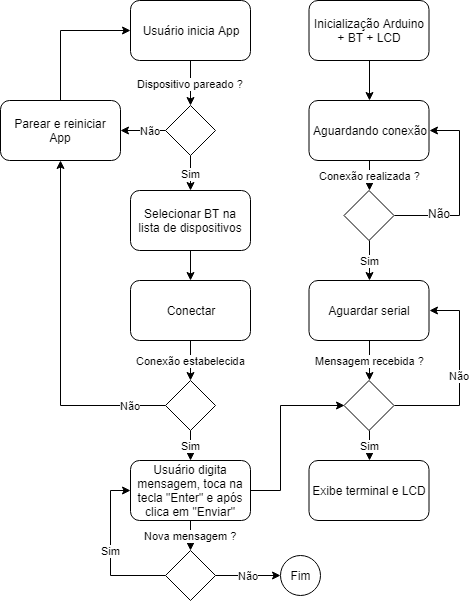 Usuário inicia App
Dispositivo pareado ?
Parear e reiniciar
App
Não
Sim
Selecionar BT na
lista de dispositivos
Conectar
Conexão estabelecida
Não
Sim
Usuário digita
mensagem, toca na
tecla "Enter" e após
clica em "Enviar"
Nova mensagem ?
Sim
Não
Fim
Inicialização Arduino
+ BT + LCD
Aguardando conexão
Conexão realizada ?
Não
Sim
Aguardar serial
Mensagem recebida ?
Não
Sim
Exibe terminal e LCD